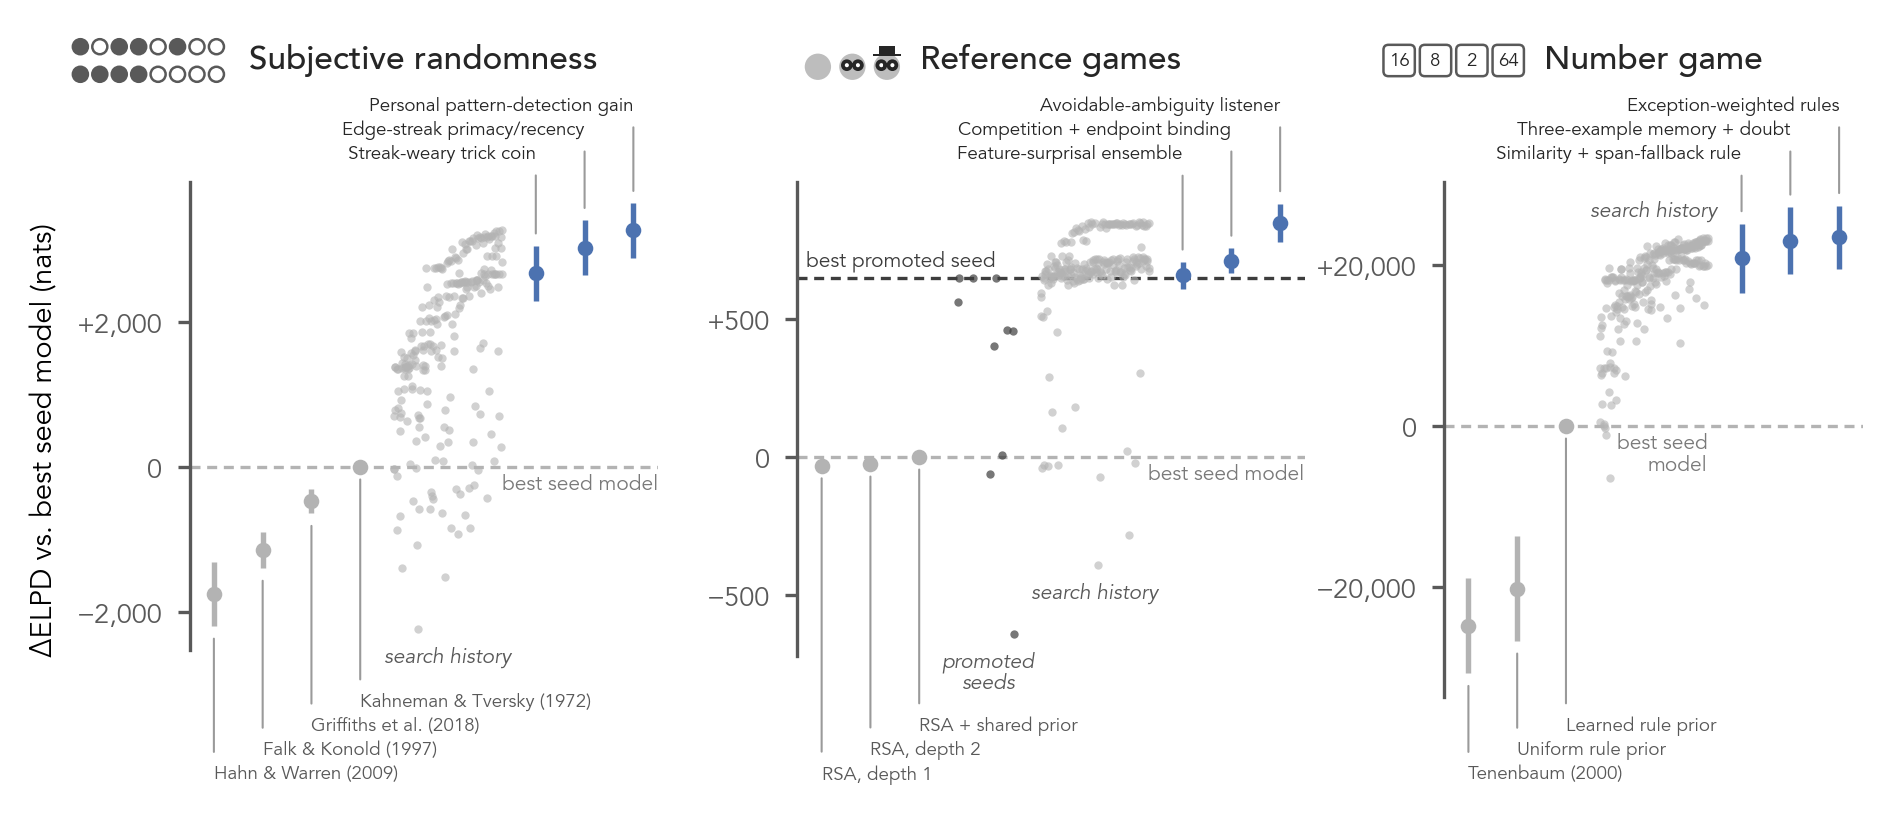 Subjective randomness
Personal pattern-detection gain
Edge-streak primacy/recency
Streak-weary trick coin
ΔELPD vs. best seed model (nats)
+2,000
0
−2,000
best seed model
search history
Kahneman & Tversky (1972)
Griffiths et al. (2018)
Falk & Konold (1997)
Hahn & Warren (2009)
Reference games
Avoidable-ambiguity listener
Competition + endpoint binding
Feature-surprisal ensemble
best promoted seed
+500
0
−500
best seed model
search history
promoted
seeds
RSA + shared prior
RSA, depth 2
RSA, depth 1
16 8 2 64
Number game
Exception-weighted rules
Three-example memory + doubt
Similarity + span-fallback rule
search history
+20,000
0
−20,000
best seed
model
Learned rule prior
Uniform rule prior
Tenenbaum (2000)